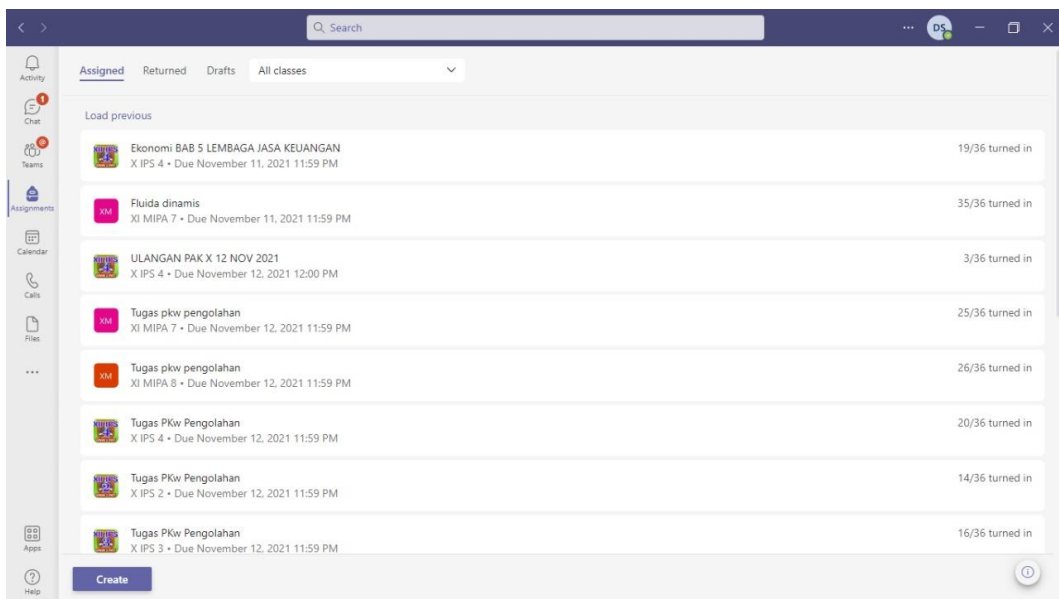 Search
DS
Activity
1
Chat
@
Teams
Assignments
Calendar
Calls
Files
Apps
Help
Assigned Returned Drafts All classes
Load previous
Ekonomi BAB 5 LEMBAGA JASA KEUANGAN 19/36 turned in
X IPS 4 • Due November 11, 2021 11:59 PM
XM Fluida dinamis 35/36 turned in
XI MIPA 7 • Due November 11, 2021 11:59 PM
ULANGAN PAK X 12 NOV 2021 3/36 turned in
X IPS 4 • Due November 12, 2021 12:00 PM
XM Tugas pkw pengolahan 25/36 turned in
XI MIPA 7 • Due November 12, 2021 11:59 PM
XM Tugas pkw pengolahan 26/36 turned in
XI MIPA 8 • Due November 12, 2021 11:59 PM
Tugas PKw Pengolahan 20/36 turned in
X IPS 4 • Due November 12, 2021 11:59 PM
Tugas PKw Pengolahan 14/36 turned in
X IPS 2 • Due November 12, 2021 11:59 PM
Tugas PKw Pengolahan 16/36 turned in
X IPS 3 • Due November 12, 2021 11:59 PM
Create